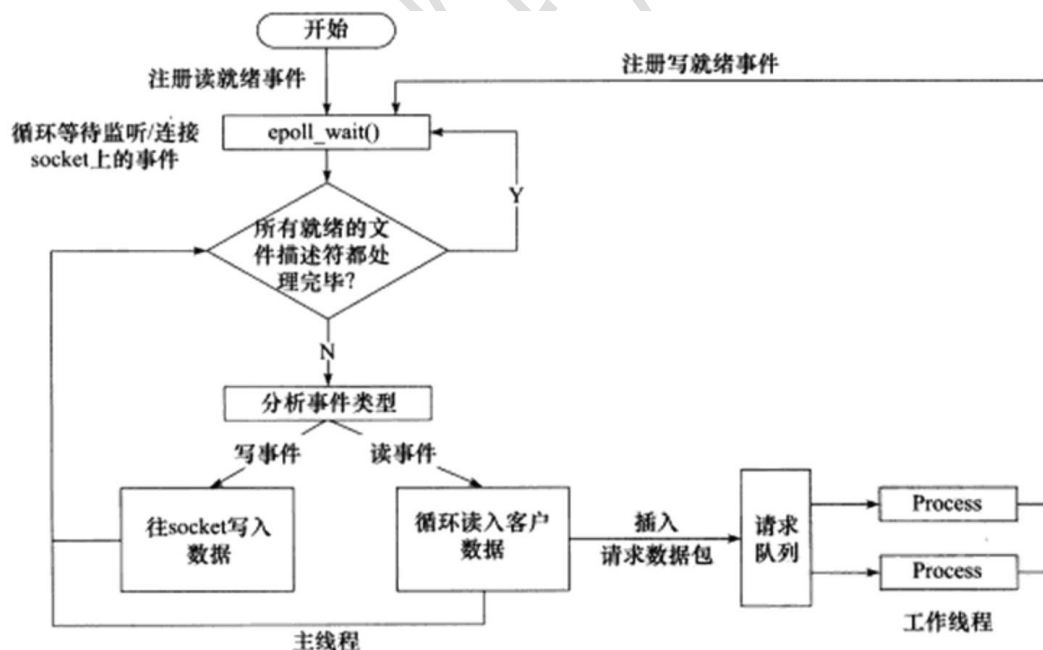 开始
注册读就绪事件
注册写就绪事件
循环等待监听/连接
socket上的事件
epoll_wait()
Y
所有就绪的文
件描述符都处
理完毕?
N
分析事件类型
写事件
读事件
往socket写入
数据
循环读入客户
数据
插入
请求数据包
请求
队列
Process
Process
主线程
工作线程